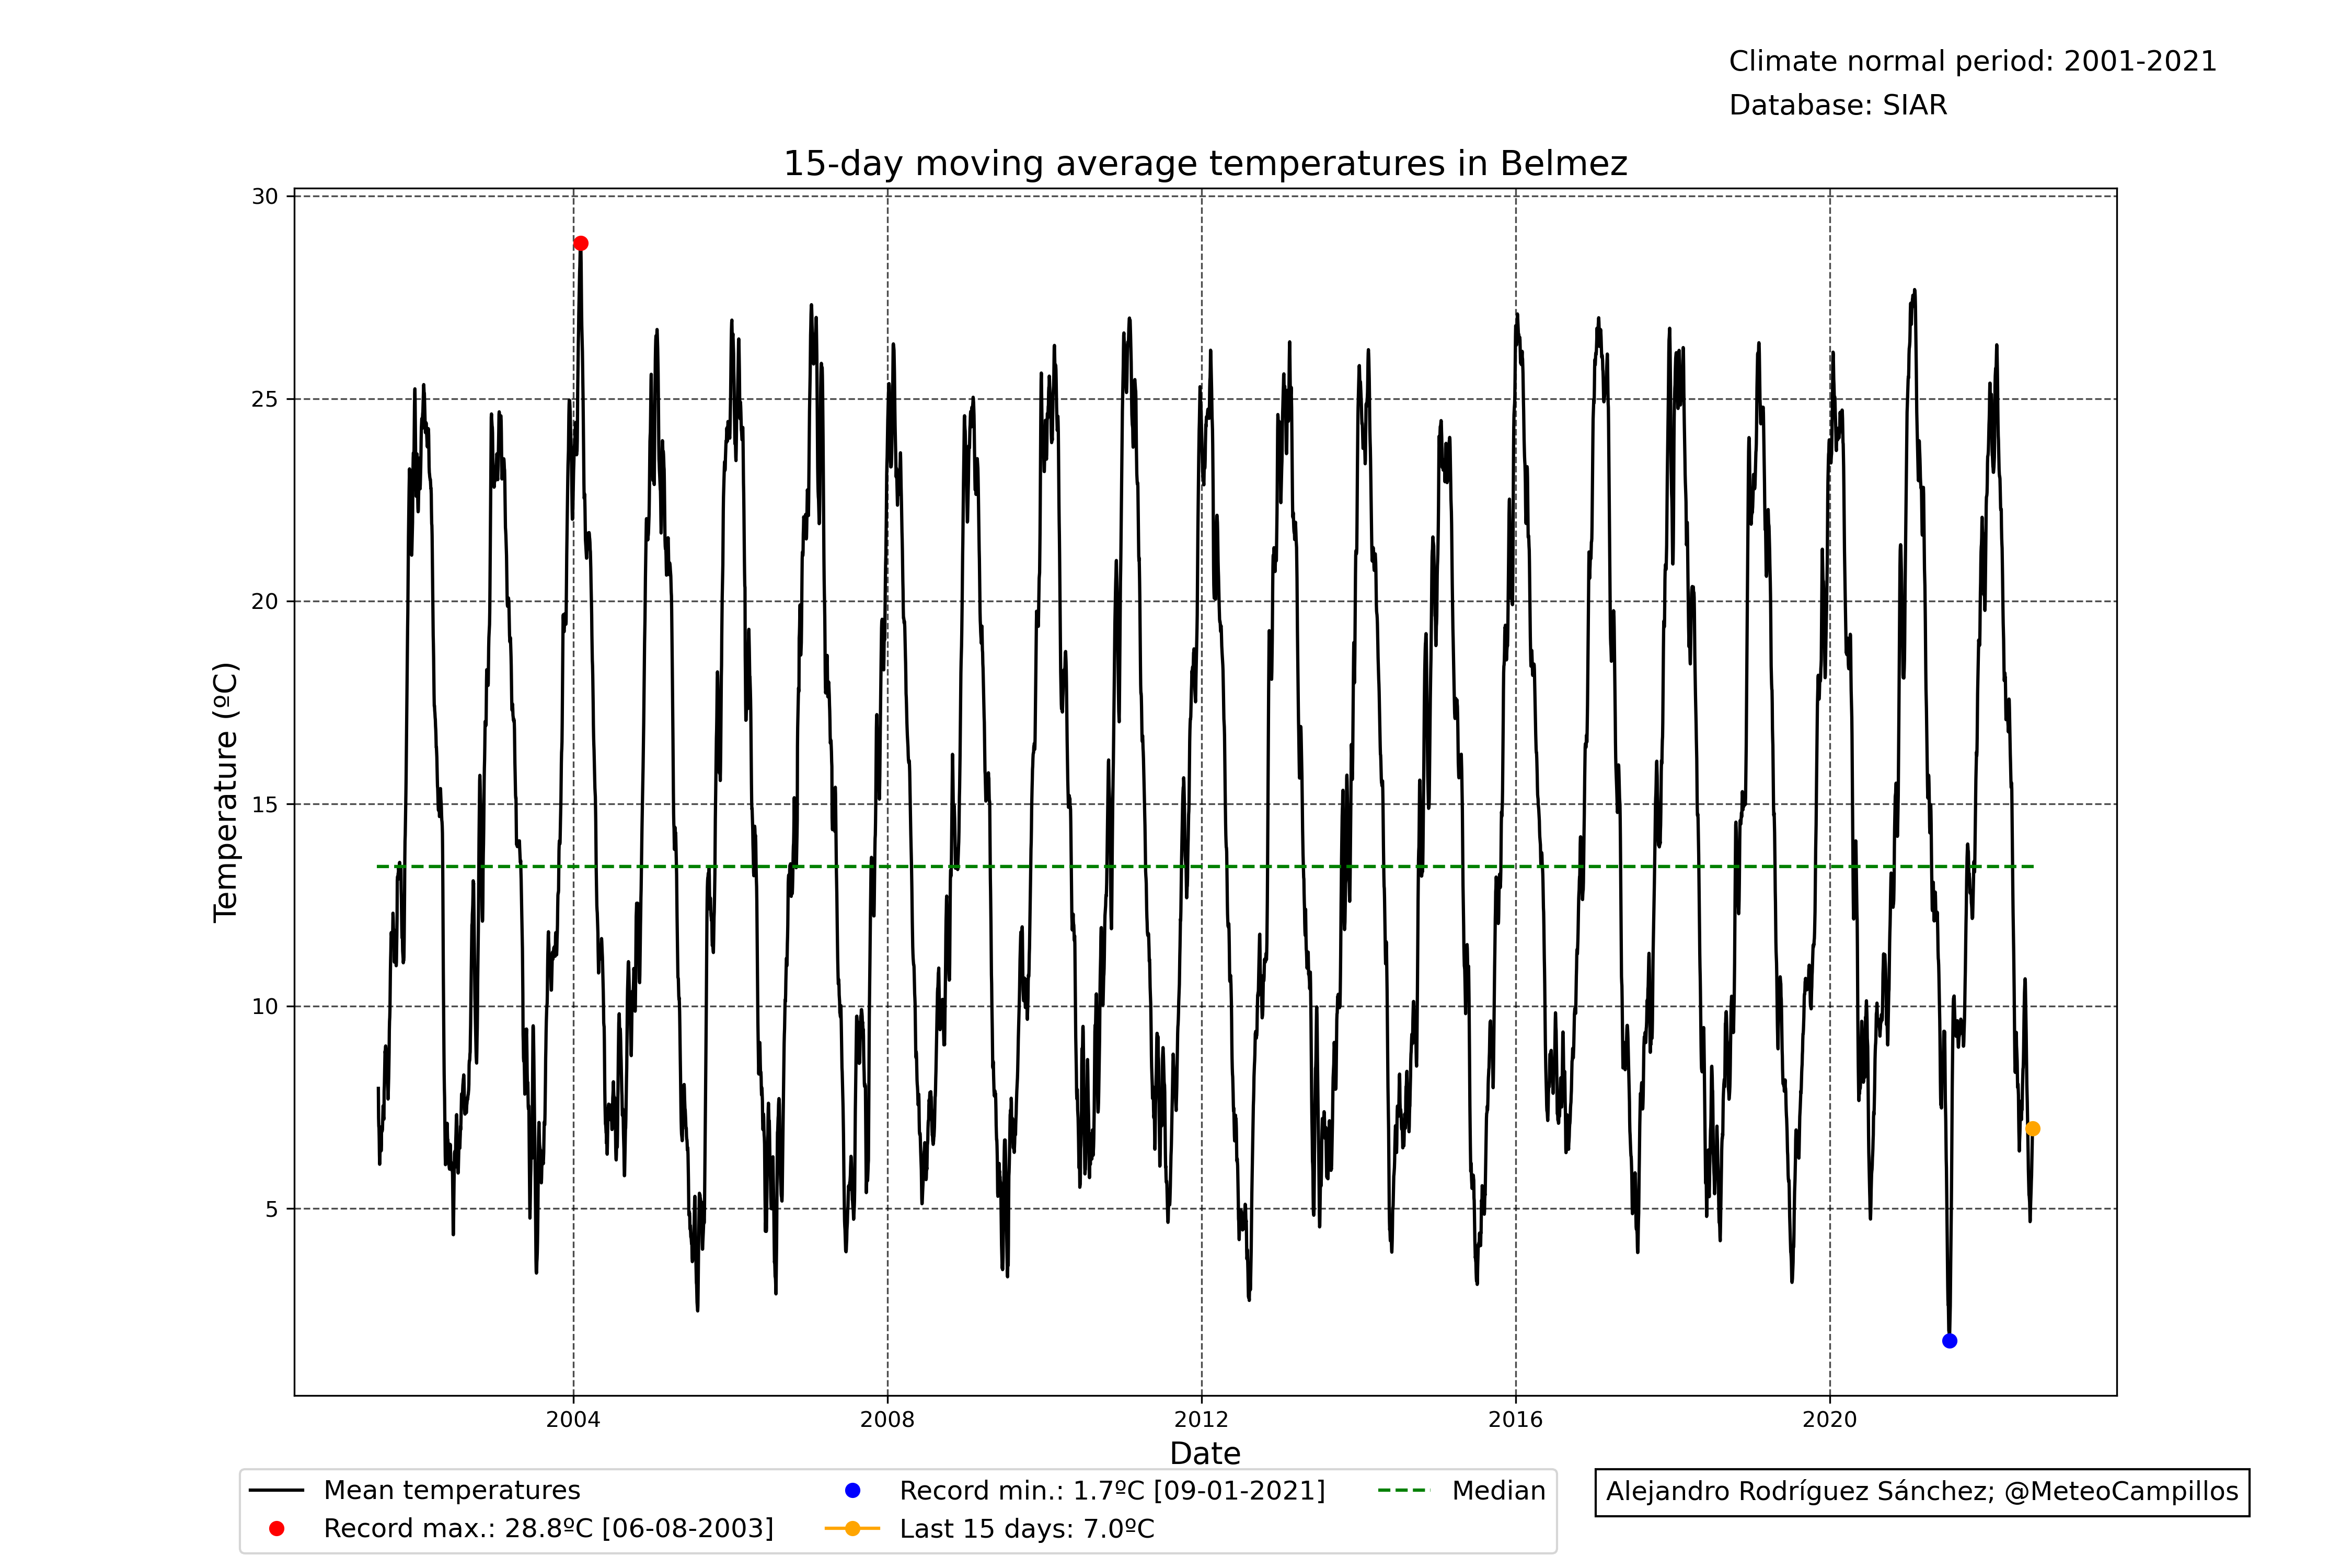 Climate normal period: 2001-2021
Database: SIAR
15-day moving average temperatures in Belmez
30
25
20
15
10
5
Temperature (ºC)
2004 2008 2012 2016 2020
Date
Mean temperatures
Record max.: 28.8ºC [06-08-2003]
Record min.: 1.7ºC [09-01-2021]
Last 15 days: 7.0ºC
Median
Alejandro Rodríguez Sánchez; @MeteoCampillos